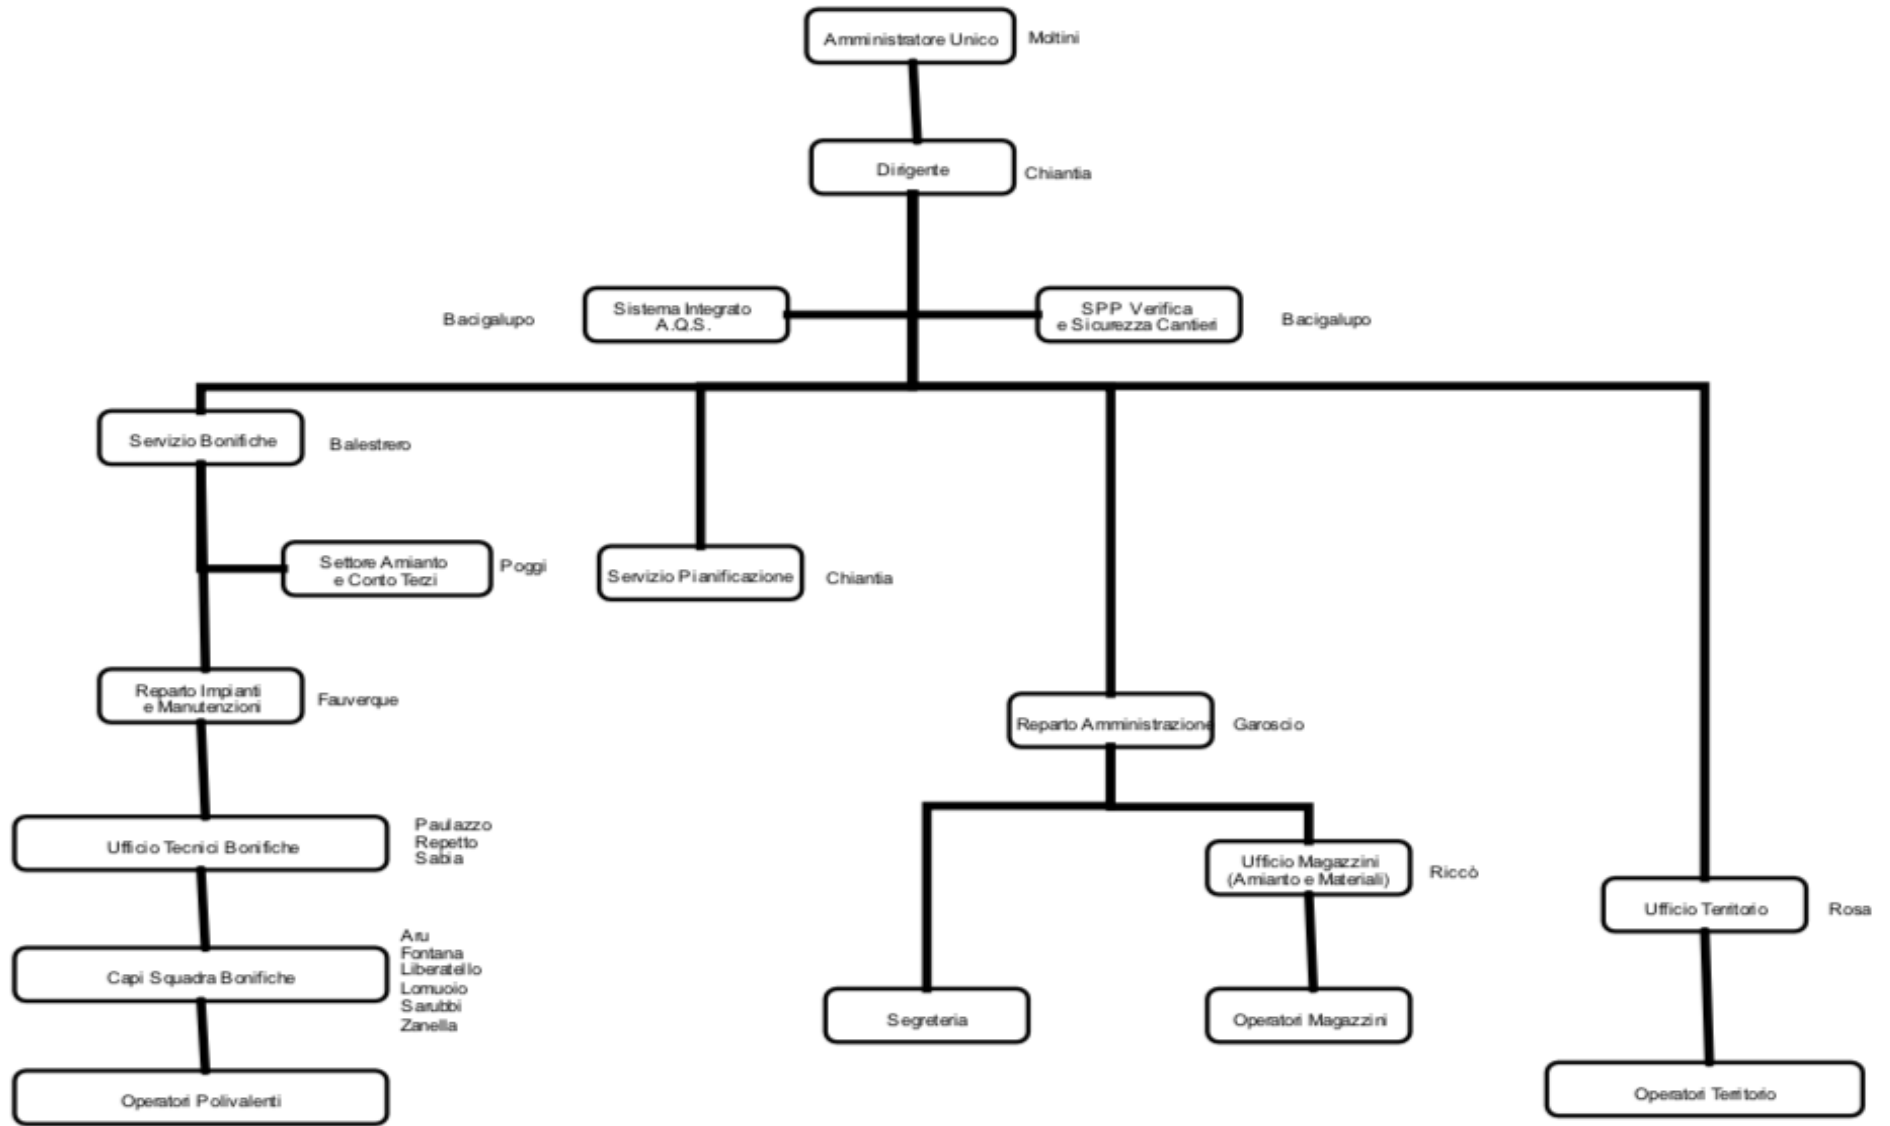 Amministratore Unico
Moltini
Dirigente
Chiantia
Bacigalupo
Sistema Integrato
A.Q.S.
SPP Verifica
e Sicurezza Cantieri
Bacigalupo
Servizio Bonifiche
Balestrero
Settore Amianto
e Conto Terzi
Poggi
Servizio Pianificazione
Chiantia
Reparto Impianti
e Manutenzioni
Fauverque
Reparto Amministrazione
Garoscio
Ufficio Tecnici Bonifiche
Paulazzo
Repetto
Sabia
Ufficio Magazzini
(Amianto e Materiali)
Riccò
Ufficio Territorio
Rosa
Capi Squadra Bonifiche
Aru
Fontana
Liberatello
Lomuoio
Sarubbi
Zanella
Segreteria
Operatori Magazzini
Operatori Polivalenti
Operatori Territorio